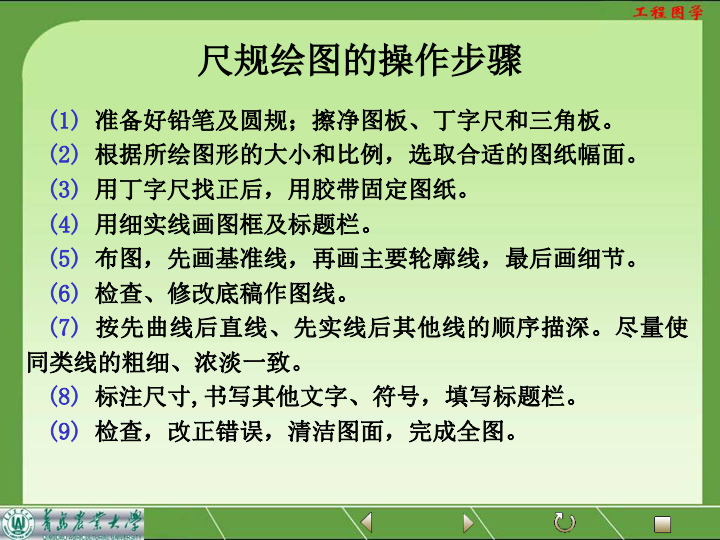 工程图学
尺规绘图的操作步骤
(1) 准备好铅笔及圆规；擦净图板、丁字尺和三角板。
(2) 根据所绘图形的大小和比例，选取合适的图纸幅面。
(3) 用丁字尺找正后，用胶带固定图纸。
(4) 用细实线画图框及标题栏。
(5) 布图，先画基准线，再画主要轮廓线，最后画细节。
(6) 检查、修改底稿作图线。
(7) 按先曲线后直线、先实线后其他线的顺序描深。尽量使
同类线的粗细、浓淡一致。
(8) 标注尺寸,书写其他文字、符号，填写标题栏。
(9) 检查，改正错误，清洁图面，完成全图。
青岛农业大学